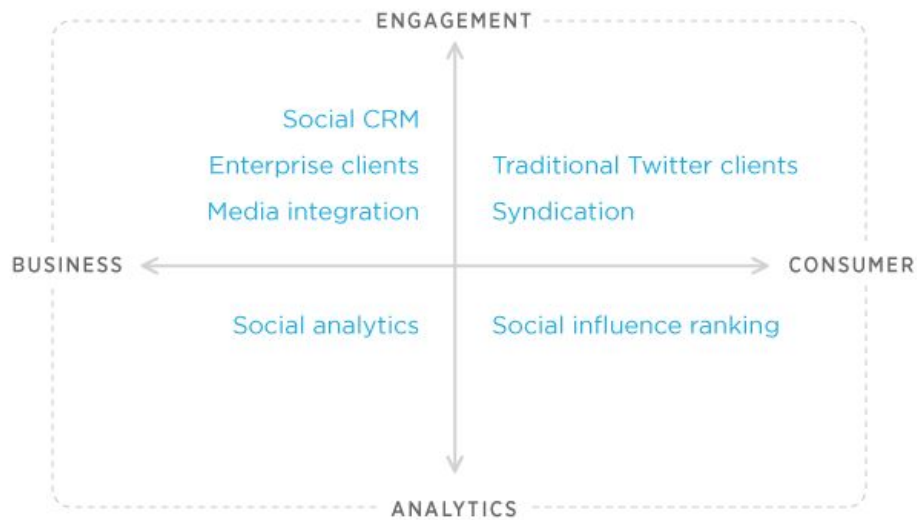 ENGAGEMENT
Social CRM
Enterprise clients
Traditional Twitter clients
Media integration
Syndication
BUSINESS
CONSUMER
Social analytics
Social influence ranking
ANALYTICS